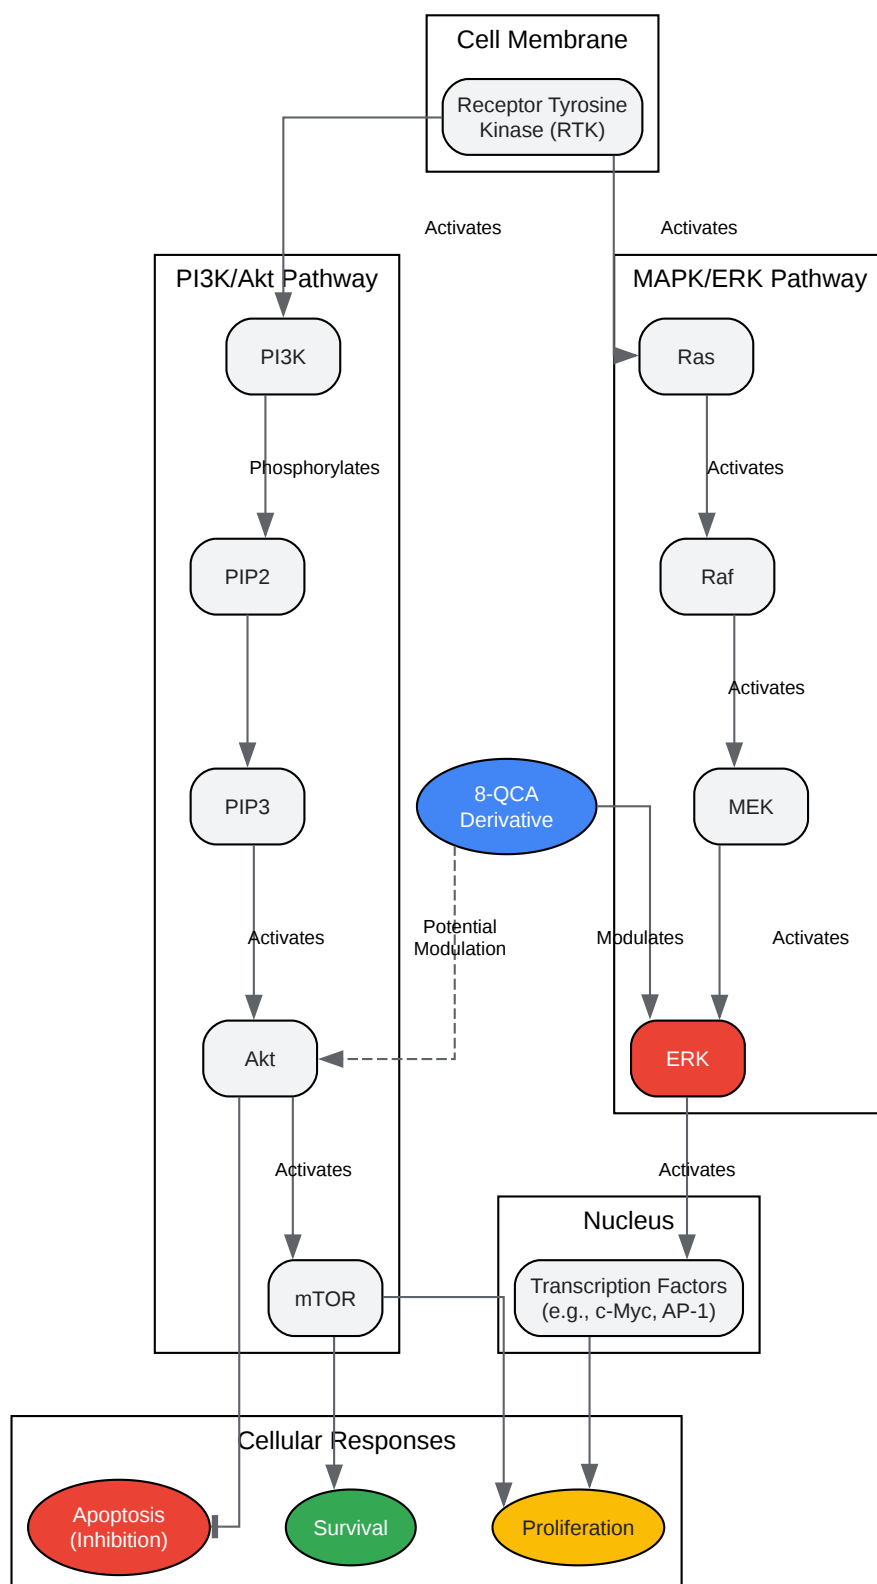 Cell Membrane
Receptor Tyrosine
Kinase (RTK)
Activates
Activates
PI3K/Akt Pathway
MAPK/ERK Pathway
PI3K
Ras
Phosphorylates
Activates
PIP2
Raf
Activates
PIP3
8-QCA
Derivative
MEK
Activates
Potential
Modulation
Modulates
Activates
Akt
ERK
Activates
Activates
Nucleus
mTOR
Transcription Factors
(e.g., c-Myc, AP-1)
Cellular Responses
Apoptosis
(Inhibition)
Survival
Proliferation